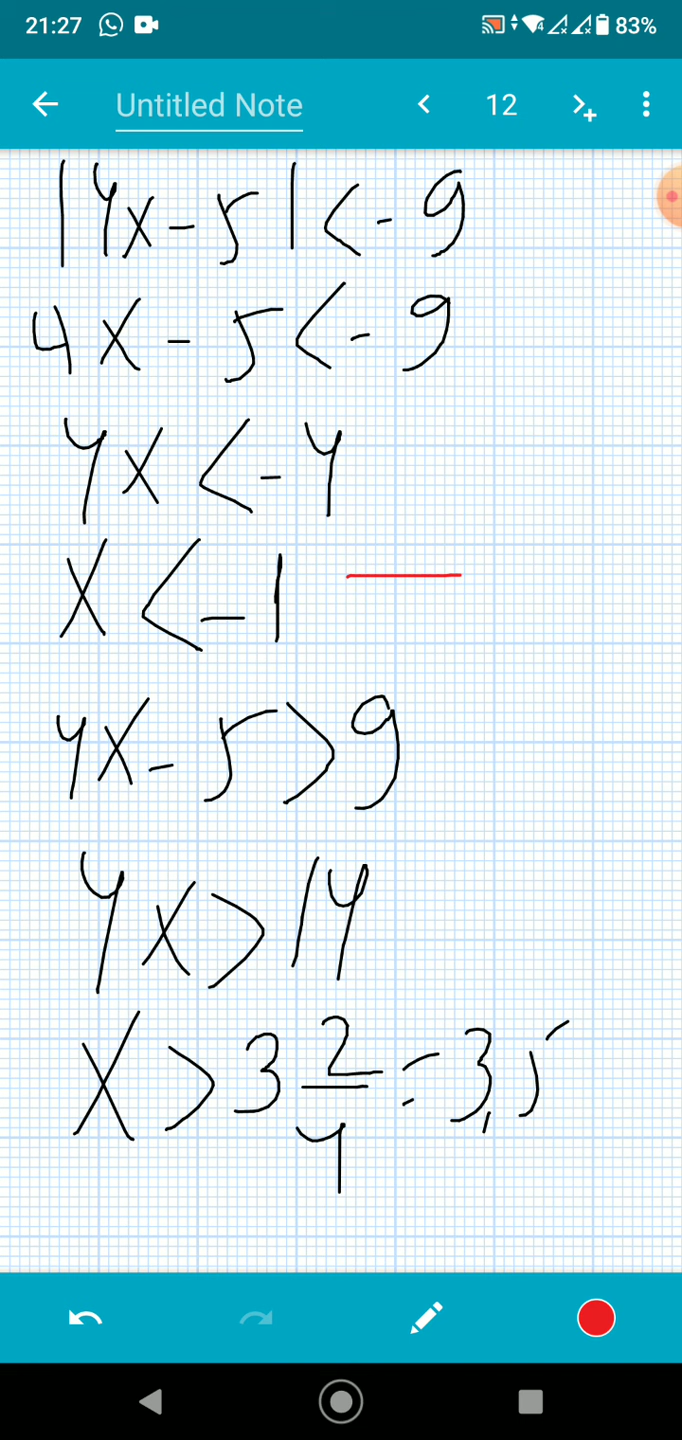 21:27 4 83%
Untitled Note 12
|4x-5|<-9
4x-5<-9
4x<-4
x<-1
4x-5>9
4x>14
x>3 2/4=3,5